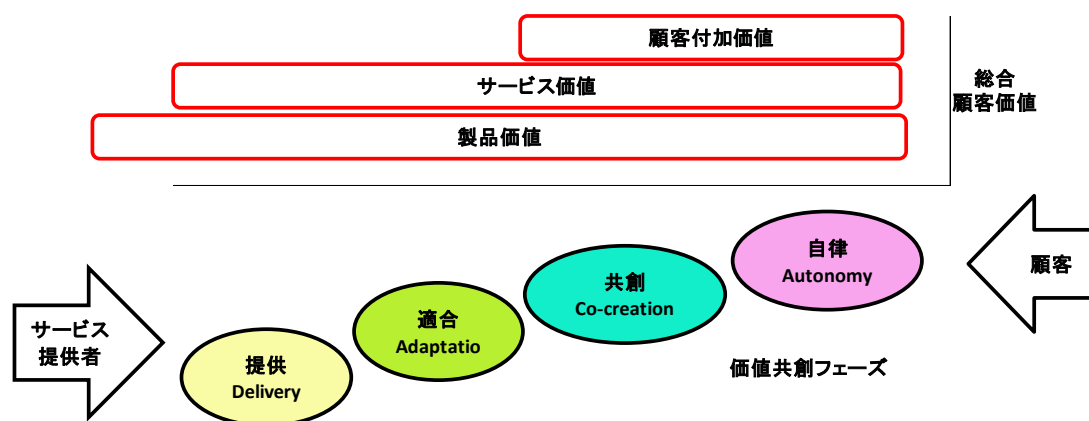 顧客付加価値
サービス価値
製品価値
総合
顧客価値
自律
Autonomy
顧客
共創
Co-creation
適合
Adaptatio
サービス
提供者
提供
Delivery
価値共創フェーズ